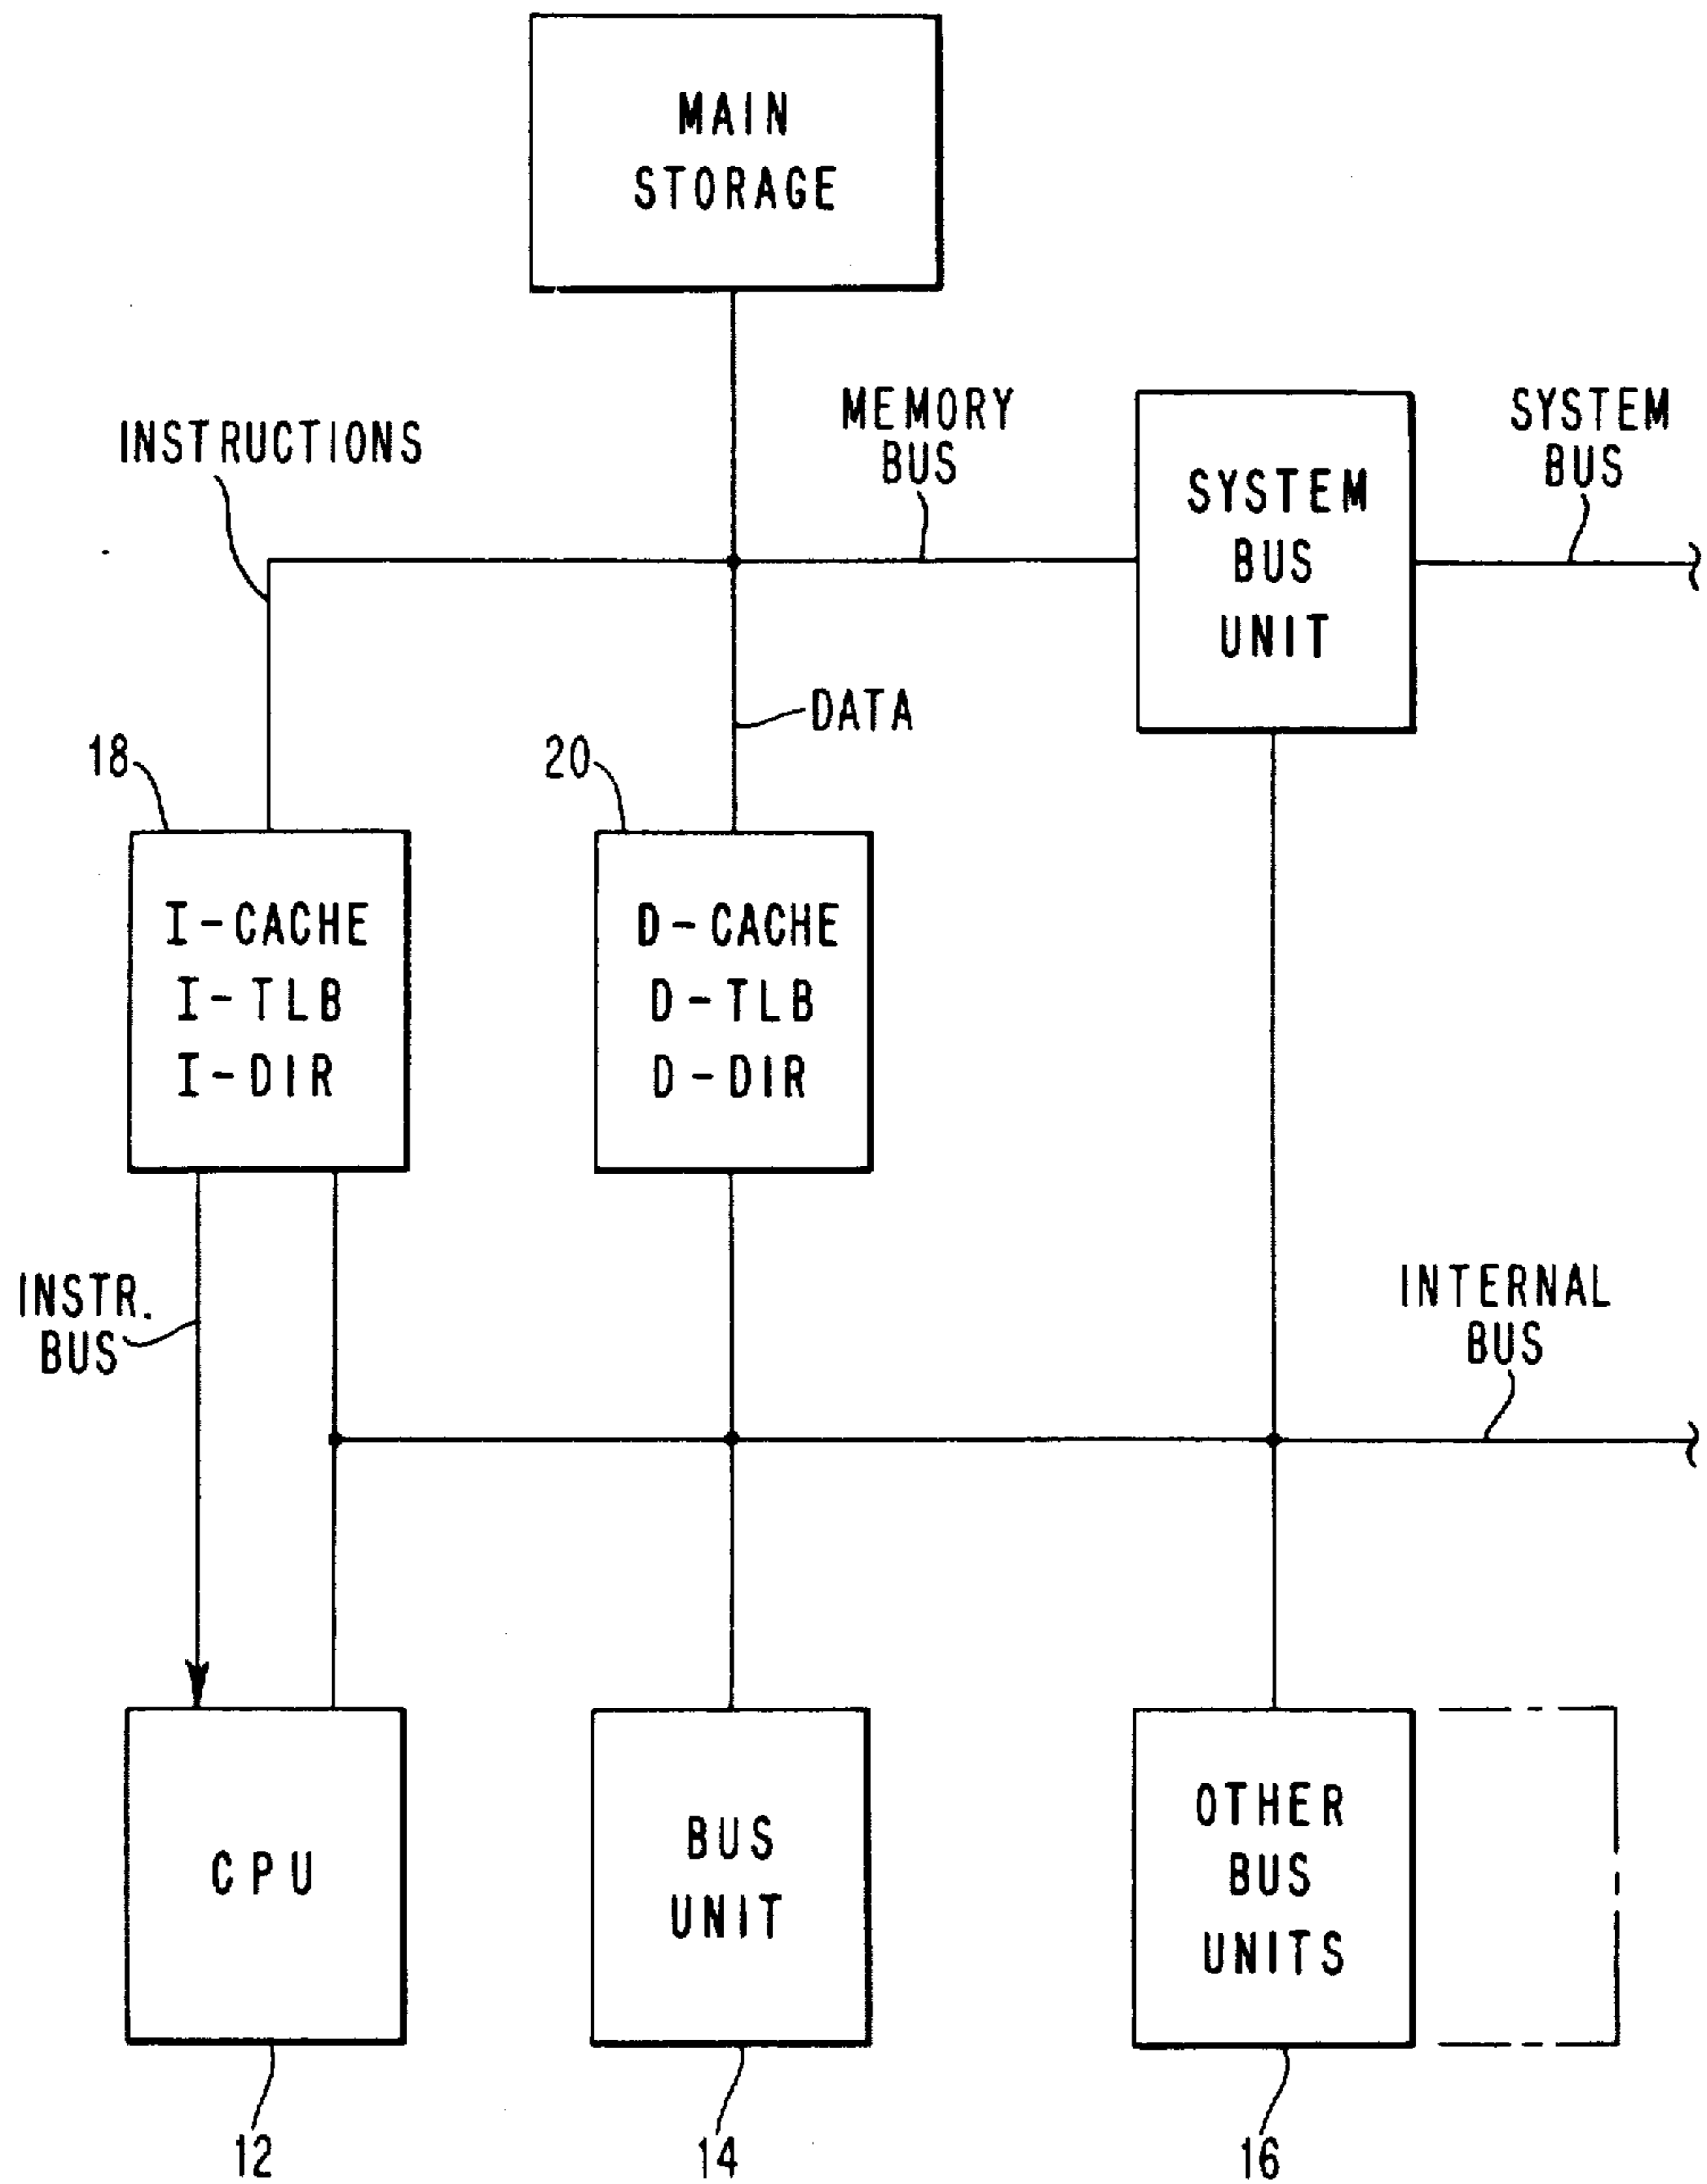 MAIN
STORAGE
INSTRUCTIONS
MEMORY
BUS
SYSTEM
BUS
UNIT
SYSTEM
BUS
DATA
18
20
I-CACHE
I-TLB
I-DIR
D-CACHE
D-TLB
D-DIR
INSTR.
BUS
INTERNAL
BUS
CPU
BUS
UNIT
OTHER
BUS
UNITS
12
14
16